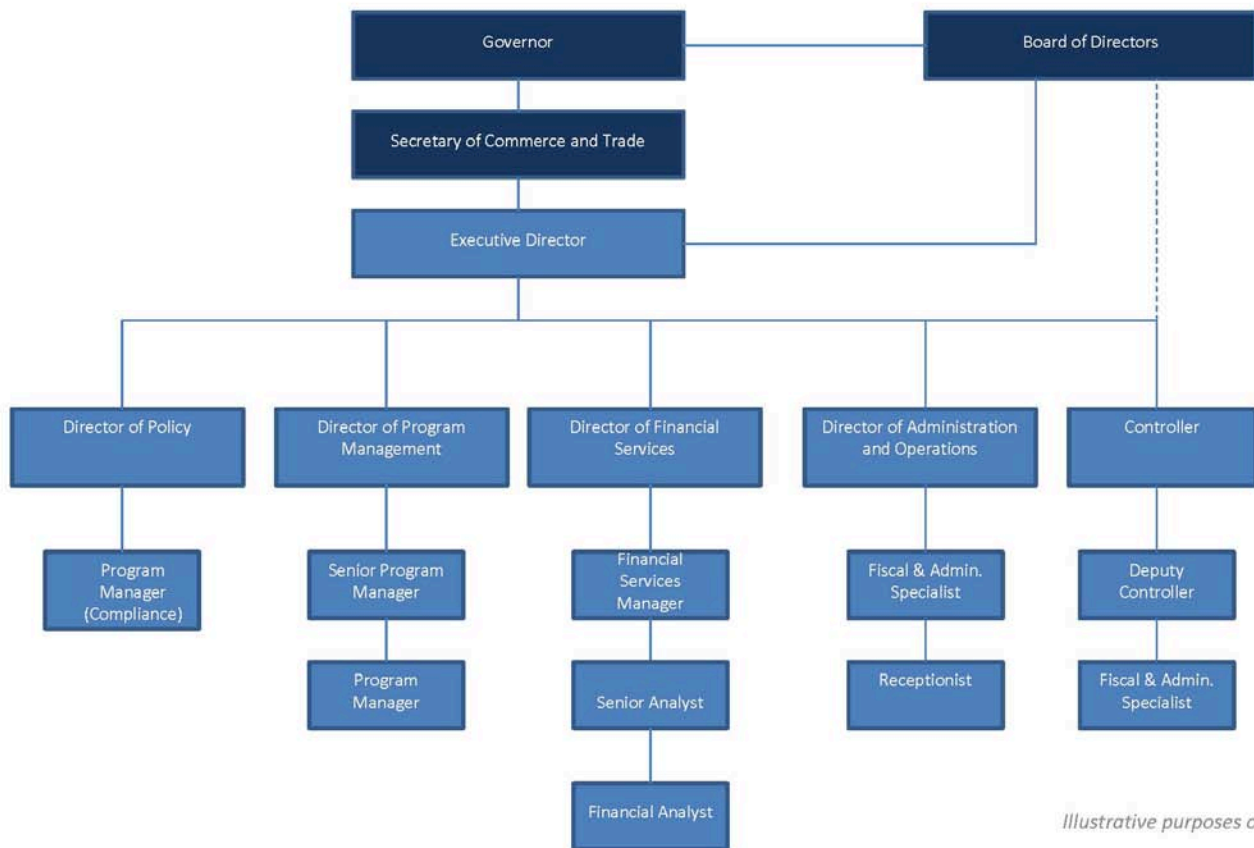 Governor
Board of Directors
Secretary of Commerce and Trade
Executive Director
Director of Policy
Director of Program
Management
Director of Financial
Services
Director of Administration
and Operations
Controller
Program
Manager
(Compliance)
Senior Program
Manager
Financial
Services
Manager
Fiscal & Admin.
Specialist
Deputy
Controller
Program
Manager
Senior Analyst
Receptionist
Fiscal & Admin.
Specialist
Financial Analyst
Illustrative purposes